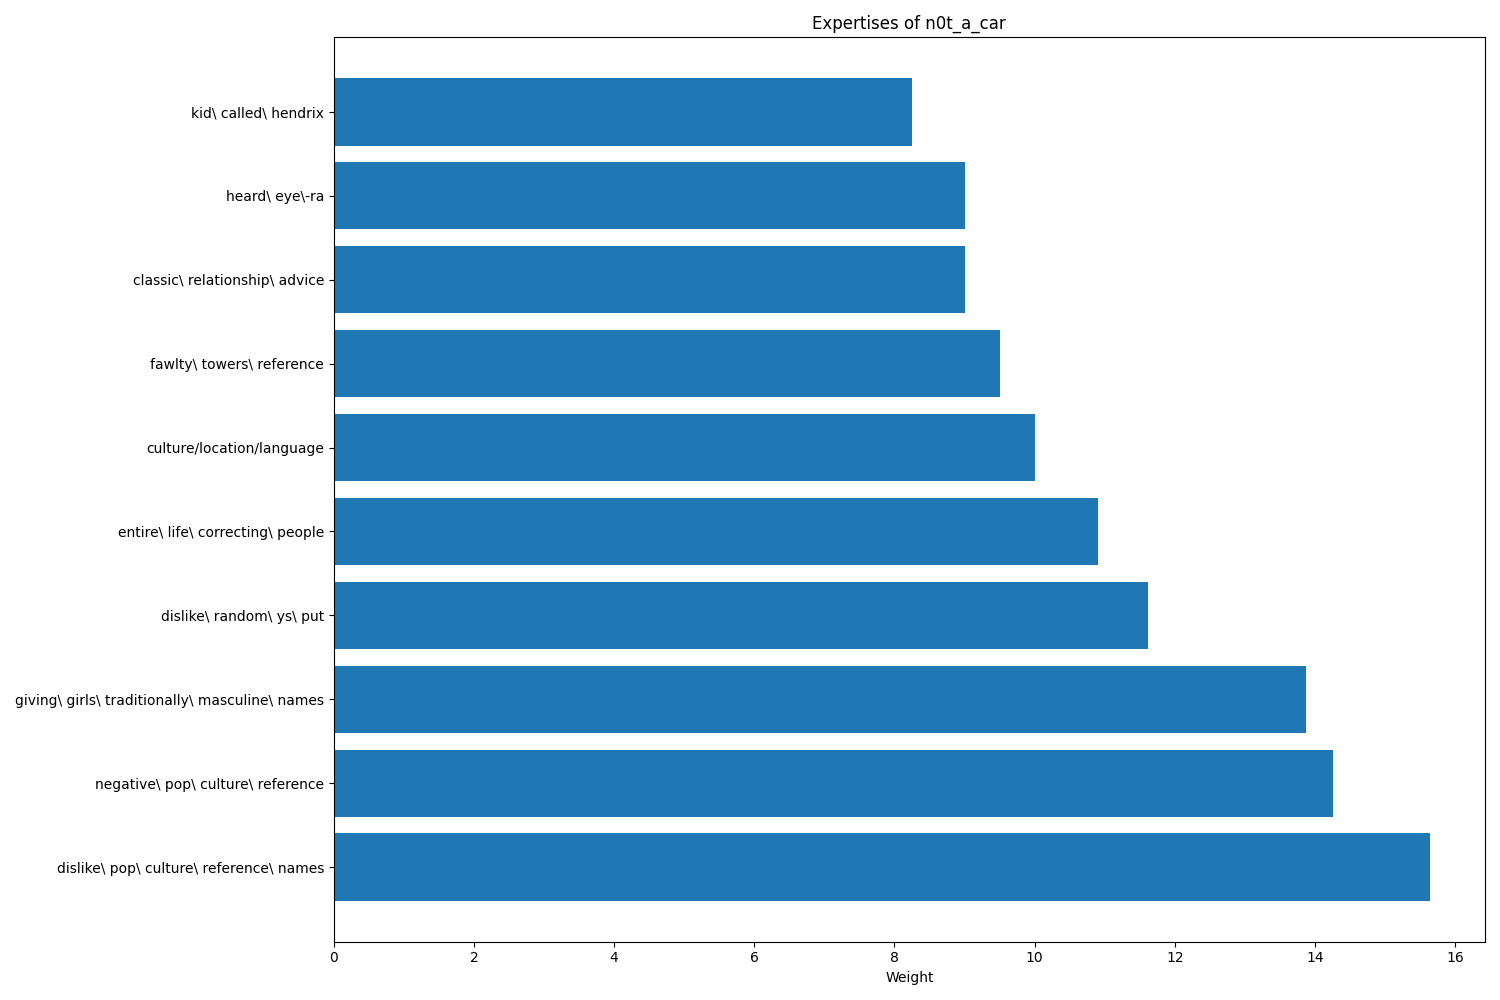 Expertises of n0t_a_car
kid\ called\ hendrix
heard\ eye\-ra
classic\ relationship\ advice
fawlty\ towers\ reference
culture/location/language
entire\ life\ correcting\ people
dislike\ random\ ys\ put
giving\ girls\ traditionally\ masculine\ names
negative\ pop\ culture\ reference
dislike\ pop\ culture\ reference\ names
0 2 4 6 8 10 12 14 16
Weight